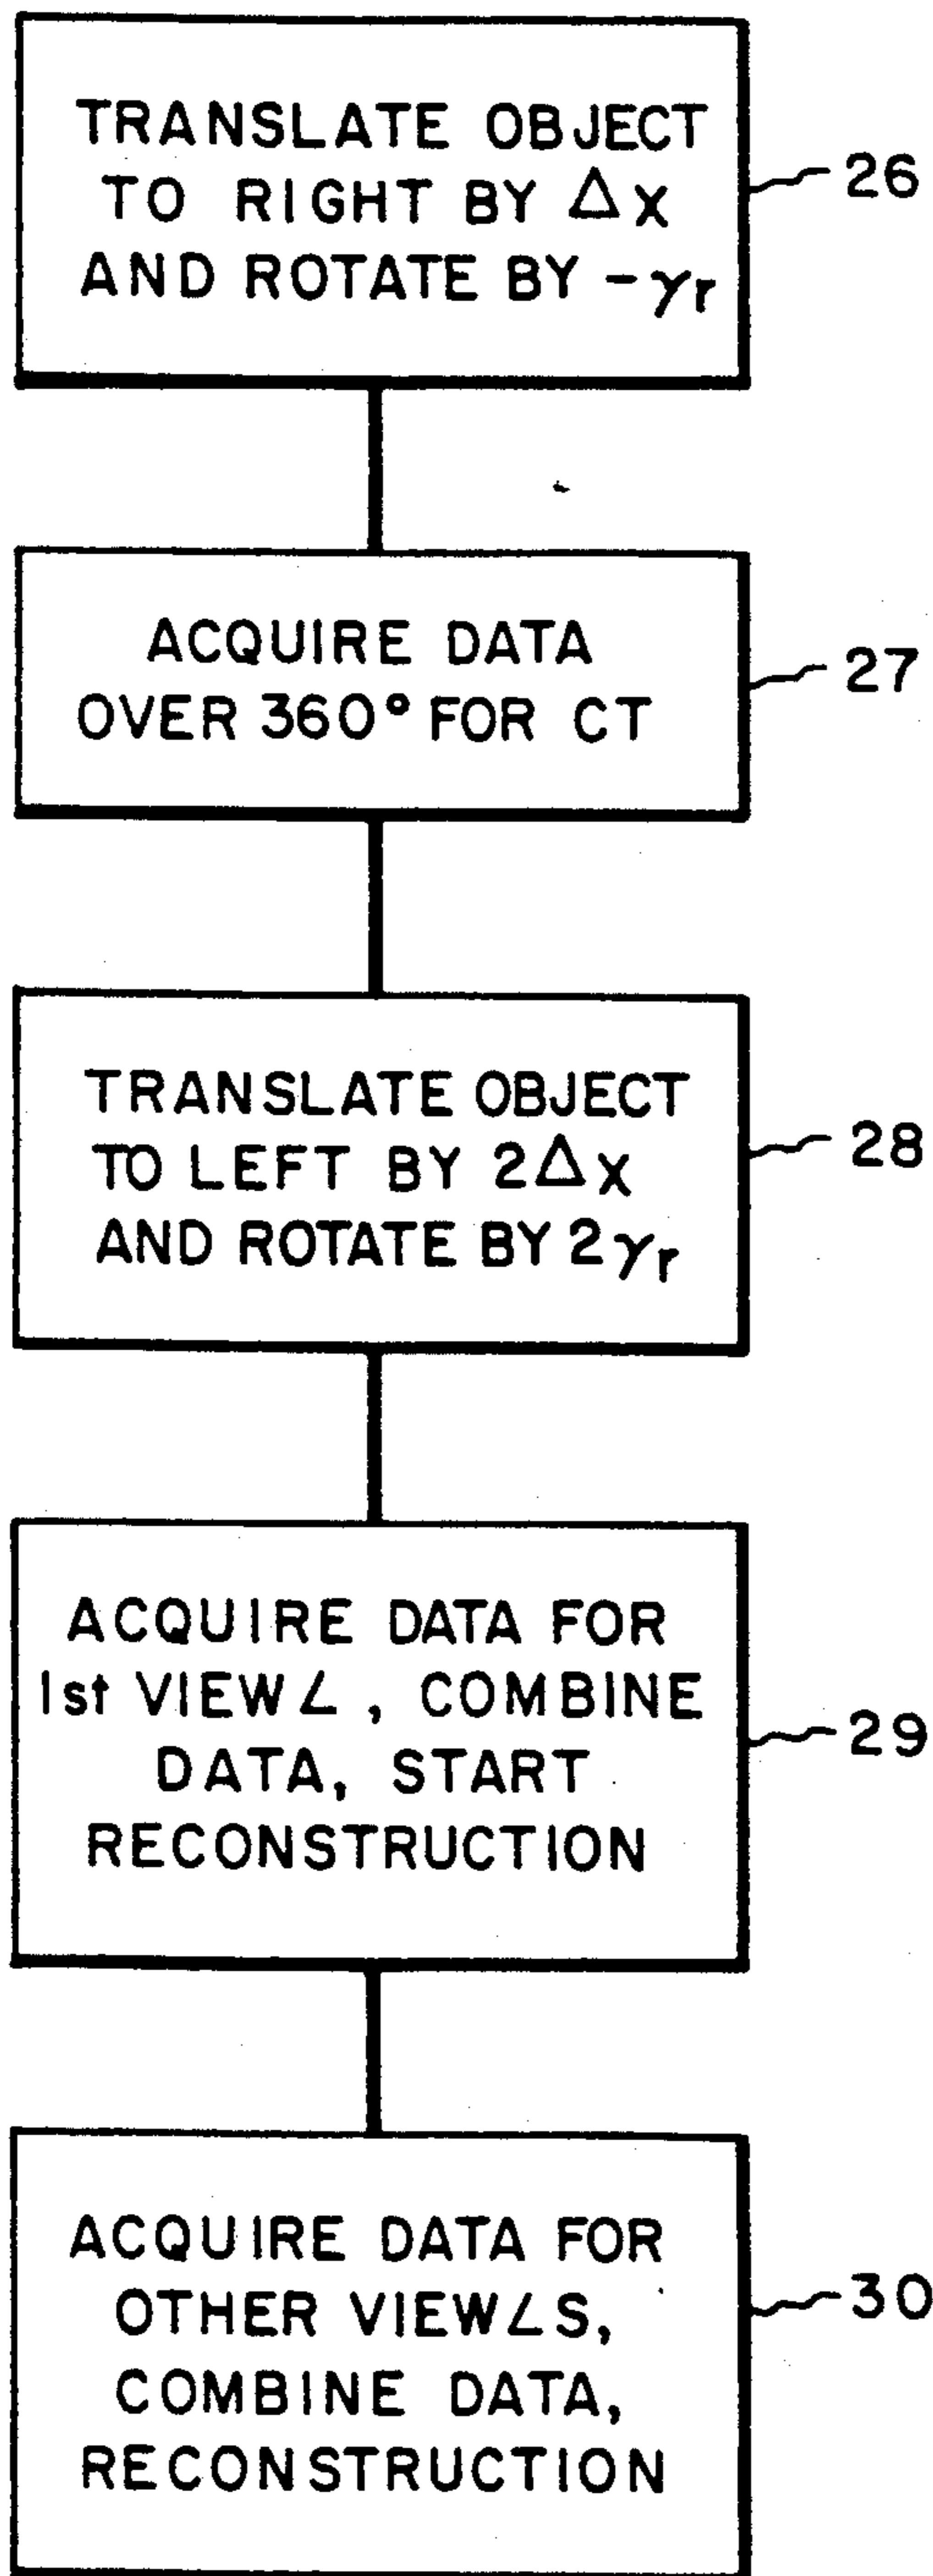 TRANSLATE OBJECT
TO RIGHT BY Δx
AND ROTATE BY -γr
26
ACQUIRE DATA
OVER 360° FOR CT
27
TRANSLATE OBJECT
TO LEFT BY 2Δx
AND ROTATE BY 2γr
28
ACQUIRE DATA FOR
1st VIEW∠, COMBINE
DATA, START
RECONSTRUCTION
29
ACQUIRE DATA FOR
OTHER VIEW∠S,
COMBINE DATA,
RECONSTRUCTION
30